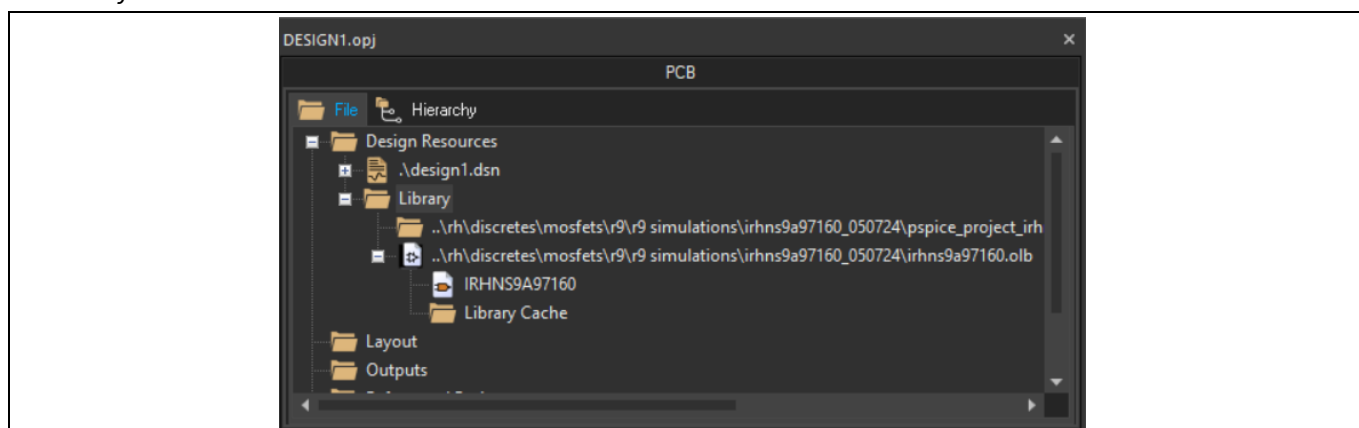 DESIGN1.opj
PCB
File Hierarchy
Design Resources
.\design1.dsn
Library
..\rh\discretes\mosfets\r9\r9 simulations\irhns9a97160_050724\pspice_project_irh
..\rh\discretes\mosfets\r9\r9 simulations\irhns9a97160_050724\irhns9a97160.olb
IRHNS9A97160
Library Cache
Layout
Outputs